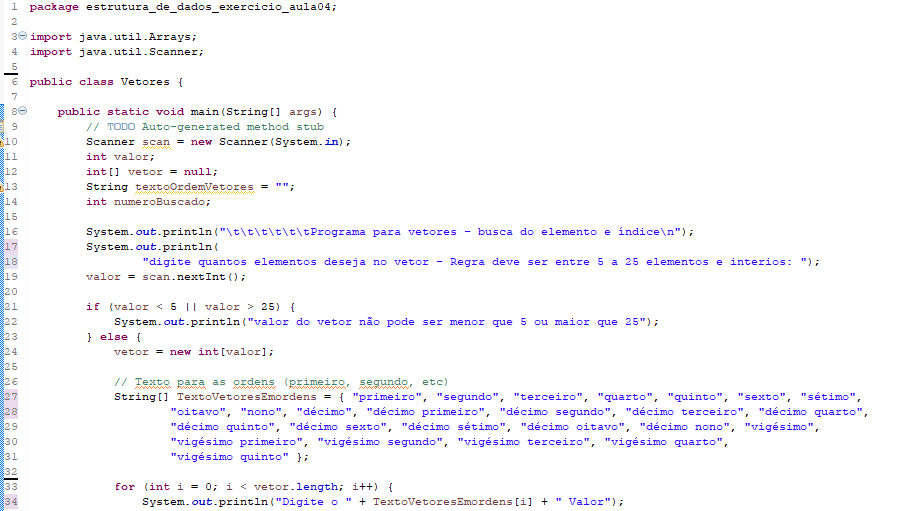 1 package estrutura_de_dados_exercicio_aula04;
2
3 import java.util.Arrays;
4 import java.util.Scanner;
5
6 public class Vetores {
7
8 public static void main(String[] args) {
9 // TODO Auto-generated method stub
10 Scanner scan = new Scanner(System.in);
11 int valor;
12 int[] vetor = null;
13 String textoOrdemVetores = "";
14 int numeroBuscado;
15
16 System.out.println("\t\t\t\t\t\tPrograma para vetores - busca do elemento e índice\n");
17 System.out.println(
18 "digite quantos elementos deseja no vetor - Regra deve ser entre 5 a 25 elementos e interios: ");
19 valor = scan.nextInt();
20
21 if (valor < 5 || valor > 25) {
22 System.out.println("valor do vetor não pode ser menor que 5 ou maior que 25");
23 } else {
24 vetor = new int[valor];
25
26 // Texto para as ordens (primeiro, segundo, etc)
27 String[] TextoVetoresEmordens = { "primeiro", "segundo", "terceiro", "quarto", "quinto", "sexto", "sétimo",
28 "oitavo", "nono", "décimo", "décimo primeiro", "décimo segundo", "décimo terceiro", "décimo quarto",
29 "décimo quinto", "décimo sexto", "décimo sétimo", "décimo oitavo", "décimo nono", "vigésimo",
30 "vigésimo primeiro", "vigésimo segundo", "vigésimo terceiro", "vigésimo quarto",
31 "vigésimo quinto" };
32
33 for (int i = 0; i < vetor.length; i++) {
34 System.out.println("Digite o " + TextoVetoresEmordens[i] + " Valor");